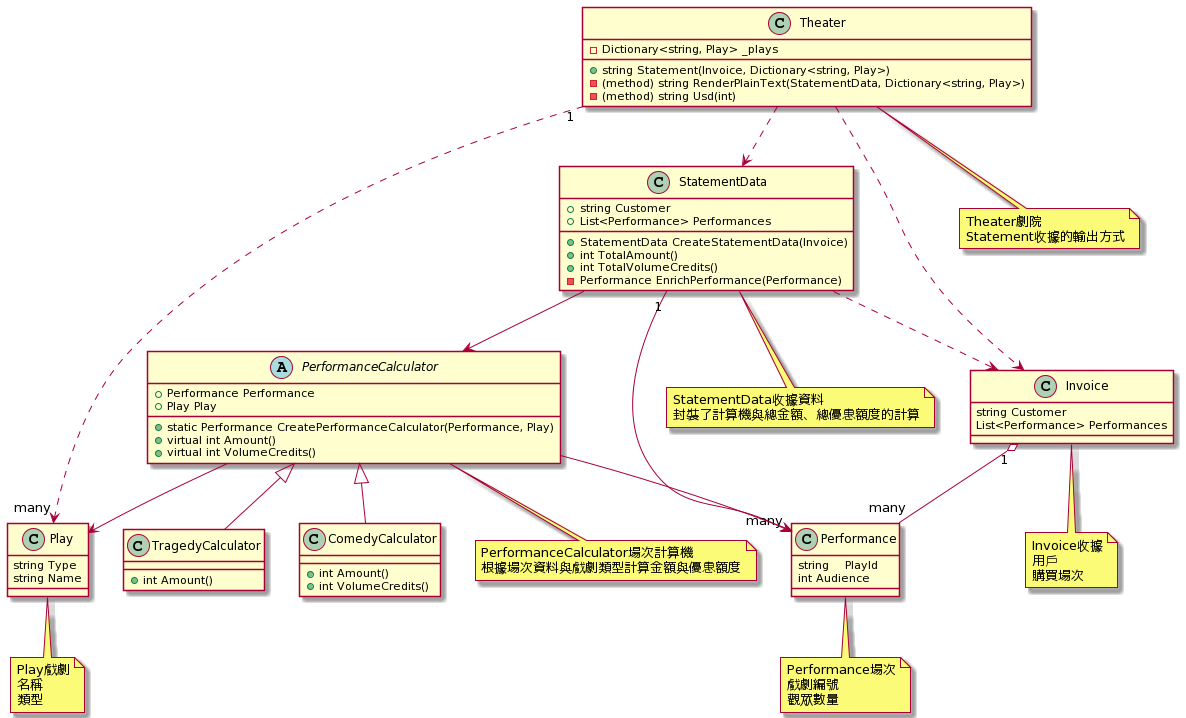 C Theater
Dictionary<string, Play> _plays
string Statement(Invoice, Dictionary<string, Play>)
(method) string RenderPlainText(StatementData, Dictionary<string, Play>)
(method) string Usd(int)
1
C StatementData
string Customer
List<Performance> Performances
StatementData CreateStatementData(Invoice)
int TotalAmount()
int TotalVolumeCredits()
Performance EnrichPerformance(Performance)
Theater劇院
Statement收據的輸出方式
1
A PerformanceCalculator
Performance Performance
Play Play
static Performance CreatePerformanceCalculator(Performance, Play)
virtual int Amount()
virtual int VolumeCredits()
StatementData收據資料
封裝了計算機與總金額、總優惠額度的計算
C Invoice
string Customer
List<Performance> Performances
1
many
many
many
C Play
string Type
string Name
C TragedyCalculator
int Amount()
C ComedyCalculator
int Amount()
int VolumeCredits()
PerformanceCalculator場次計算機
根據場次資料與戲劇類型計算金額與優惠額度
C Performance
string PlayId
int Audience
Invoice收據
用戶
購買場次
Play戲劇
名稱
類型
Performance場次
戲劇編號
觀眾數量